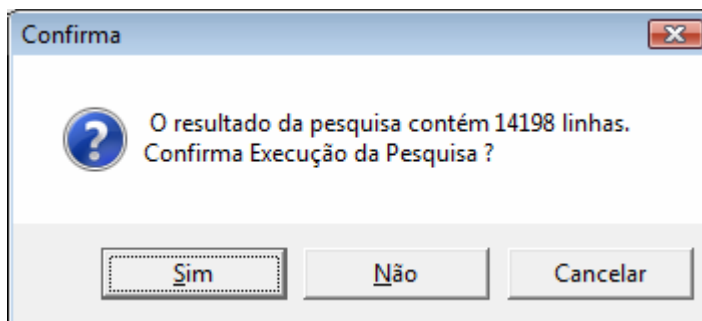 Confirma
O resultado da pesquisa contém 14198 linhas.
Confirma Execução da Pesquisa ?
Sim
Não
Cancelar